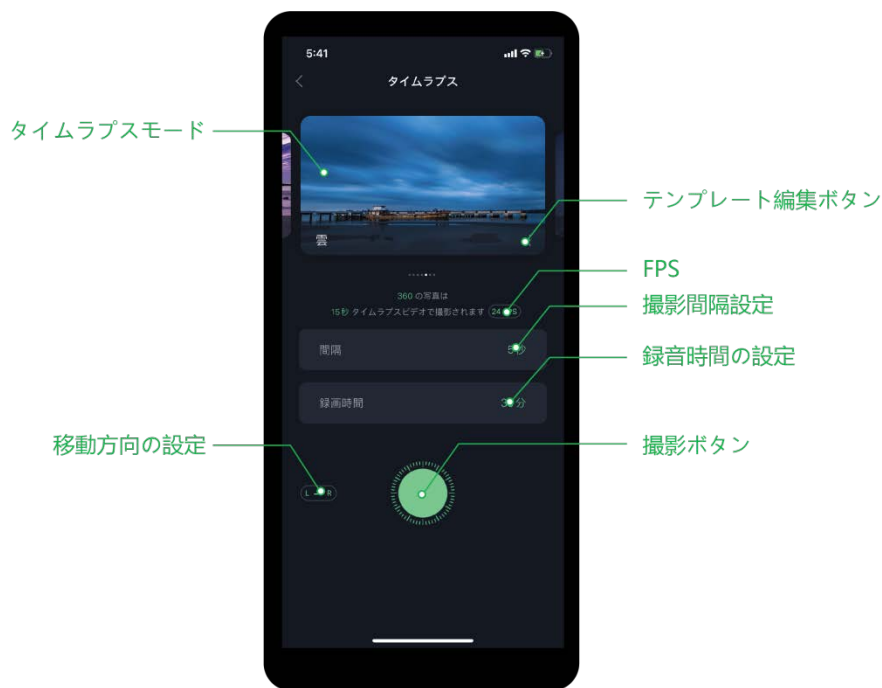 5:41
タイムラプス
タイムラプスモード
テンプレート編集ボタン
雲
FPS
360 の写真は
15秒 タイムラプスビデオで撮影されます
撮影間隔設定
間隔
録音時間の設定
録画時間
移動方向の設定
撮影ボタン
L R